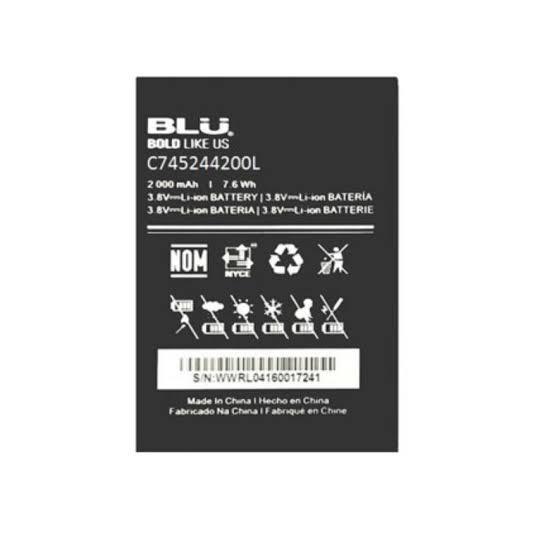 BLU
BOLD LIKE US
C745244200L
2 000 mAh | 7.6 Wh
3.8V⎓Li-ion BATTERY | 3.8V⎓Li-ion BATERÍA
3.8V⎓Li-ion BATERIA | 3.8V⎓Li-ion BATTERIE
NOM
NYCE
S/N:WWRL04160017241
Made In China | Hecho en China
Fabricado Na China | Fabriqué en Chine